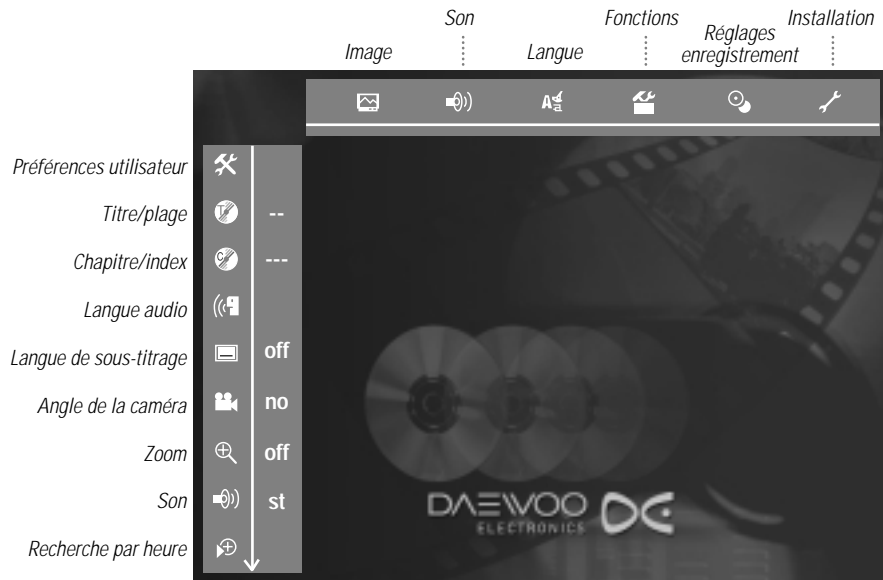 Son
Fonctions
Installation
Image
Langue
Réglages
enregistrement
Préférences utilisateur
Titre/plage
--
Chapitre/index
---
Langue audio
Langue de sous-titrage
off
Angle de la caméra
no
Zoom
off
Son
st
Recherche par heure
DAEWOO
ELECTRONICS